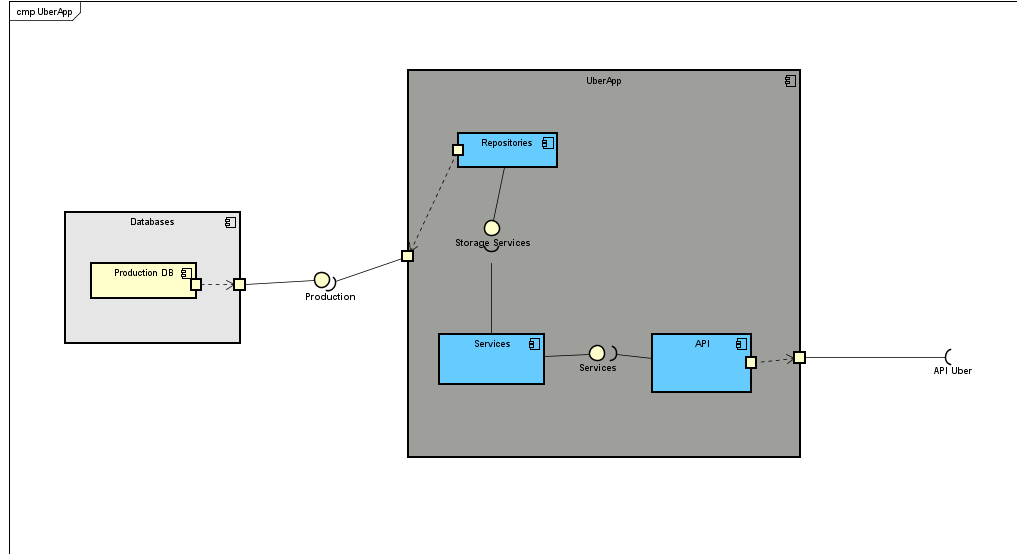 cmp UberApp
UberApp
Repositories
Storage Services
Databases
Production DB
Production
Services
Services
API
API Uber